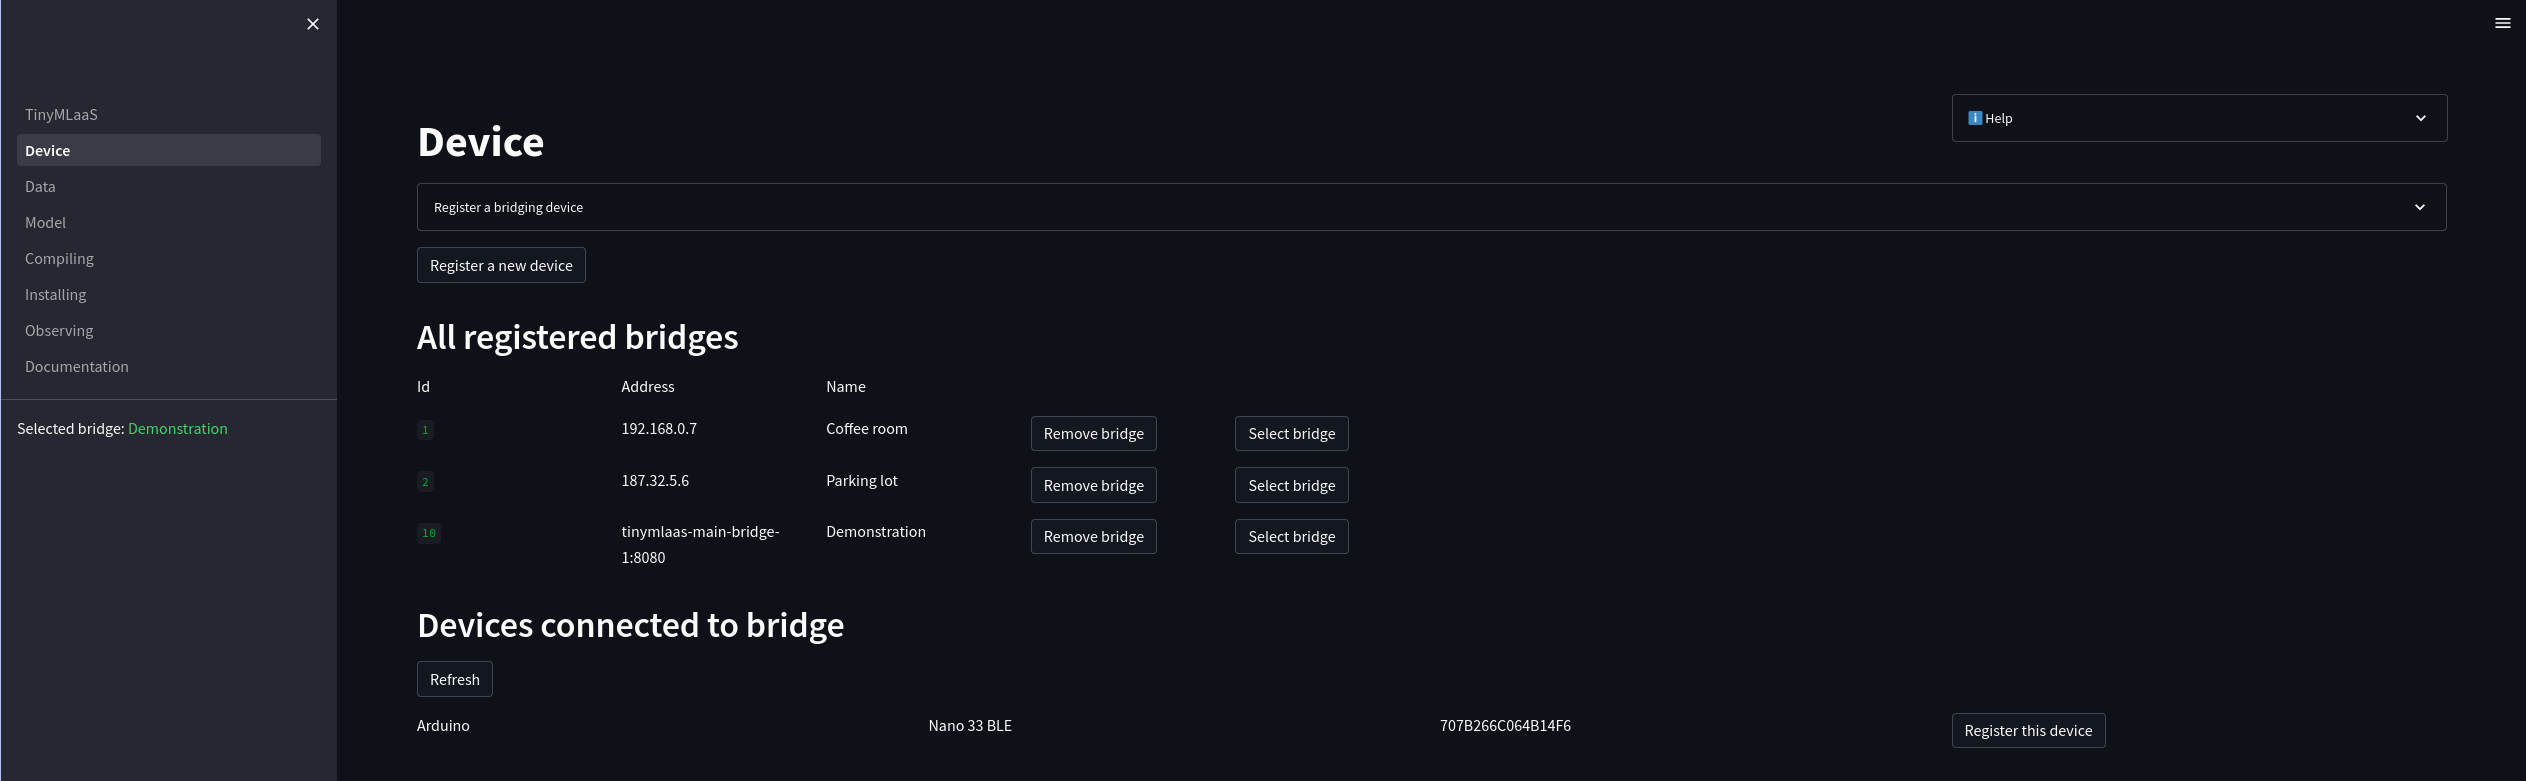 TinyMLaaS
Device
Data
Model
Compiling
Installing
Observing
Documentation
Selected bridge: Demonstration
Help
Device
Register a bridging device
Register a new device
All registered bridges
Id Address Name
1 192.168.0.7 Coffee room Remove bridge Select bridge
2 187.32.5.6 Parking lot Remove bridge Select bridge
10 tinymlaas-main-bridge- Demonstration Remove bridge Select bridge
1:8080
Devices connected to bridge
Refresh
Arduino Nano 33 BLE 707B266C064B14F6 Register this device